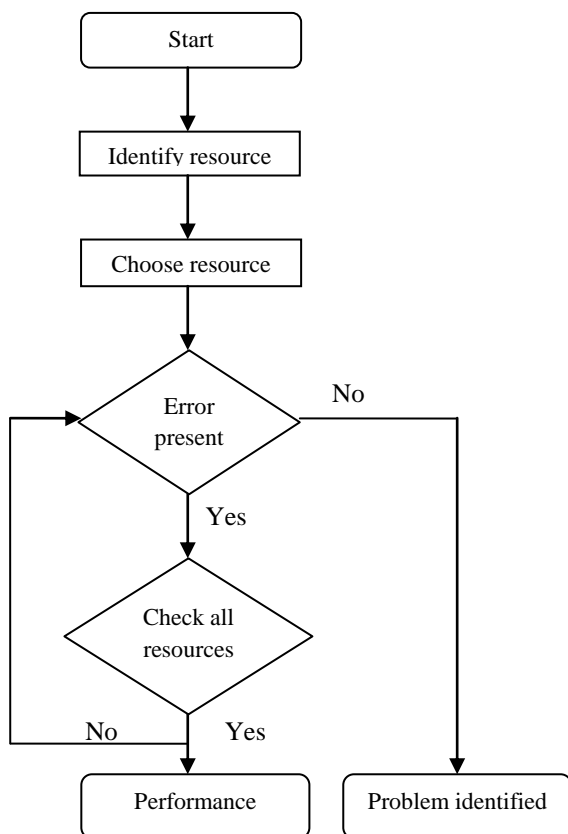 Start
Identify resource
Choose resource
Error
present
No
Yes
Check all
resources
No
Yes
Performance
Problem identified